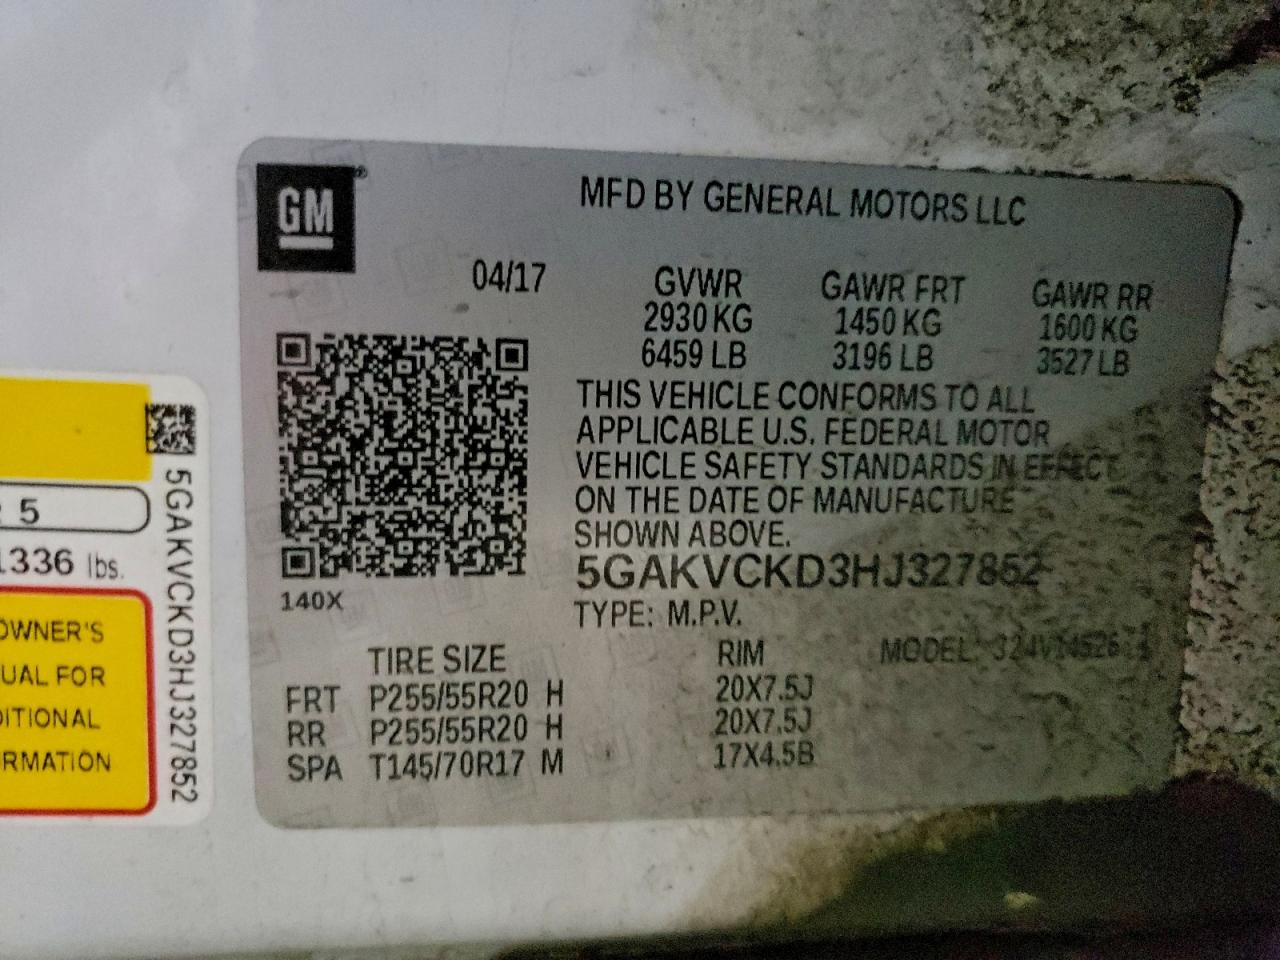 GM
MFD BY GENERAL MOTORS LLC
04/17
GVWR GAWR FRT GAWR RR
2930 KG 1450 KG 1600 KG
6459 LB 3196 LB 3527 LB
THIS VEHICLE CONFORMS TO ALL
APPLICABLE U.S. FEDERAL MOTOR
VEHICLE SAFETY STANDARDS IN EFFECT
ON THE DATE OF MANUFACTURE
SHOWN ABOVE.
5GAKVCKD3HJ327852
TYPE: M.P.V.
140X
TIRE SIZE RIM MODEL:
FRT P255/55R20 H 20X7.5J
RR P255/55R20 H 20X7.5J
SPA T145/70R17 M 17X4.5B
5
1336 lbs.
OWNER'S
UAL FOR
DITIONAL
RMATION
5GAKVCKD3HJ327852